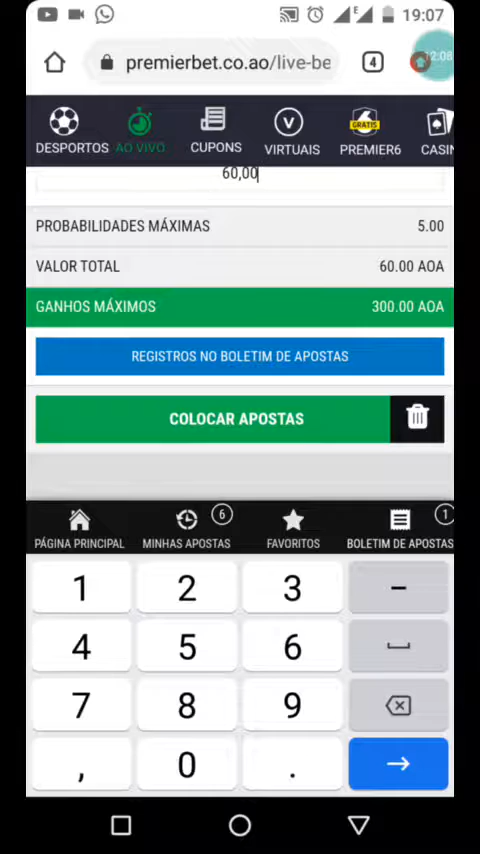 E
19:07
premierbet.co.ao/live-be
4
12:08
GRATIS
DESPORTOS
AO VIVO
CUPONS
VIRTUAIS
PREMIER6
CASIN
60,00
PROBABILIDADES MÁXIMAS
5.00
VALOR TOTAL
60.00 AOA
GANHOS MÁXIMOS
300.00 AOA
REGISTROS NO BOLETIM DE APOSTAS
COLOCAR APOSTAS
6
1
PÁGINA PRINCIPAL
MINHAS APOSTAS
FAVORITOS
BOLETIM DE APOSTAS
1 2 3 –
4 5 6
7 8 9
, 0 .